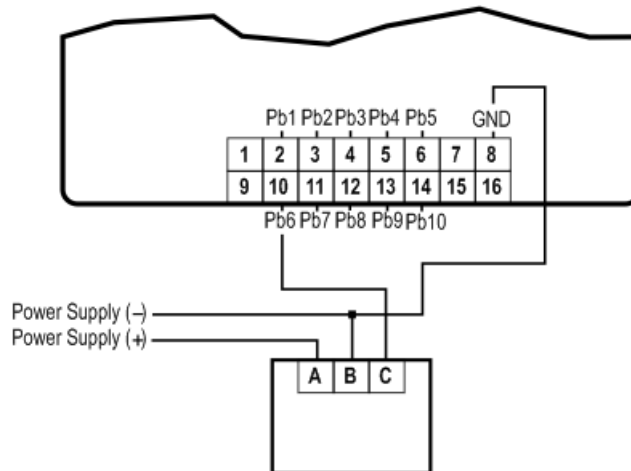 Pb1 Pb2 Pb3 Pb4 Pb5 GND
1 2 3 4 5 6 7 8
9 10 11 12 13 14 15 16
Pb6 Pb7 Pb8 Pb9 Pb10
Power Supply (–)
Power Supply (+)
A B C